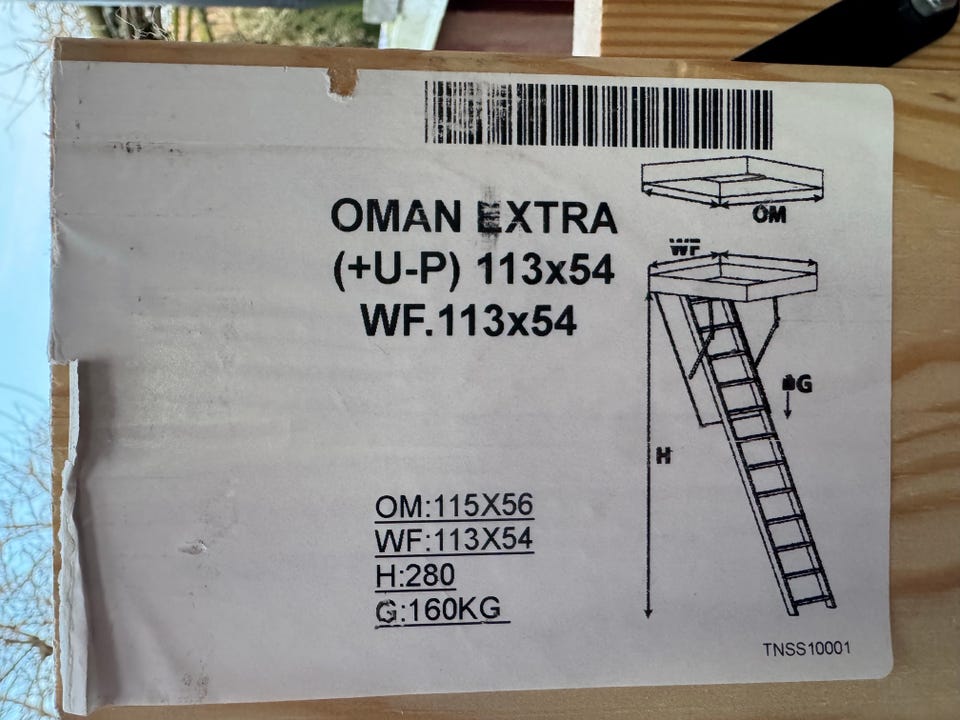 OMAN EXTRA
(+U-P) 113x54
WF.113x54
OM
WF
G
H
OM:115X56
WF:113X54
H:280
G:160KG
TNSS10001